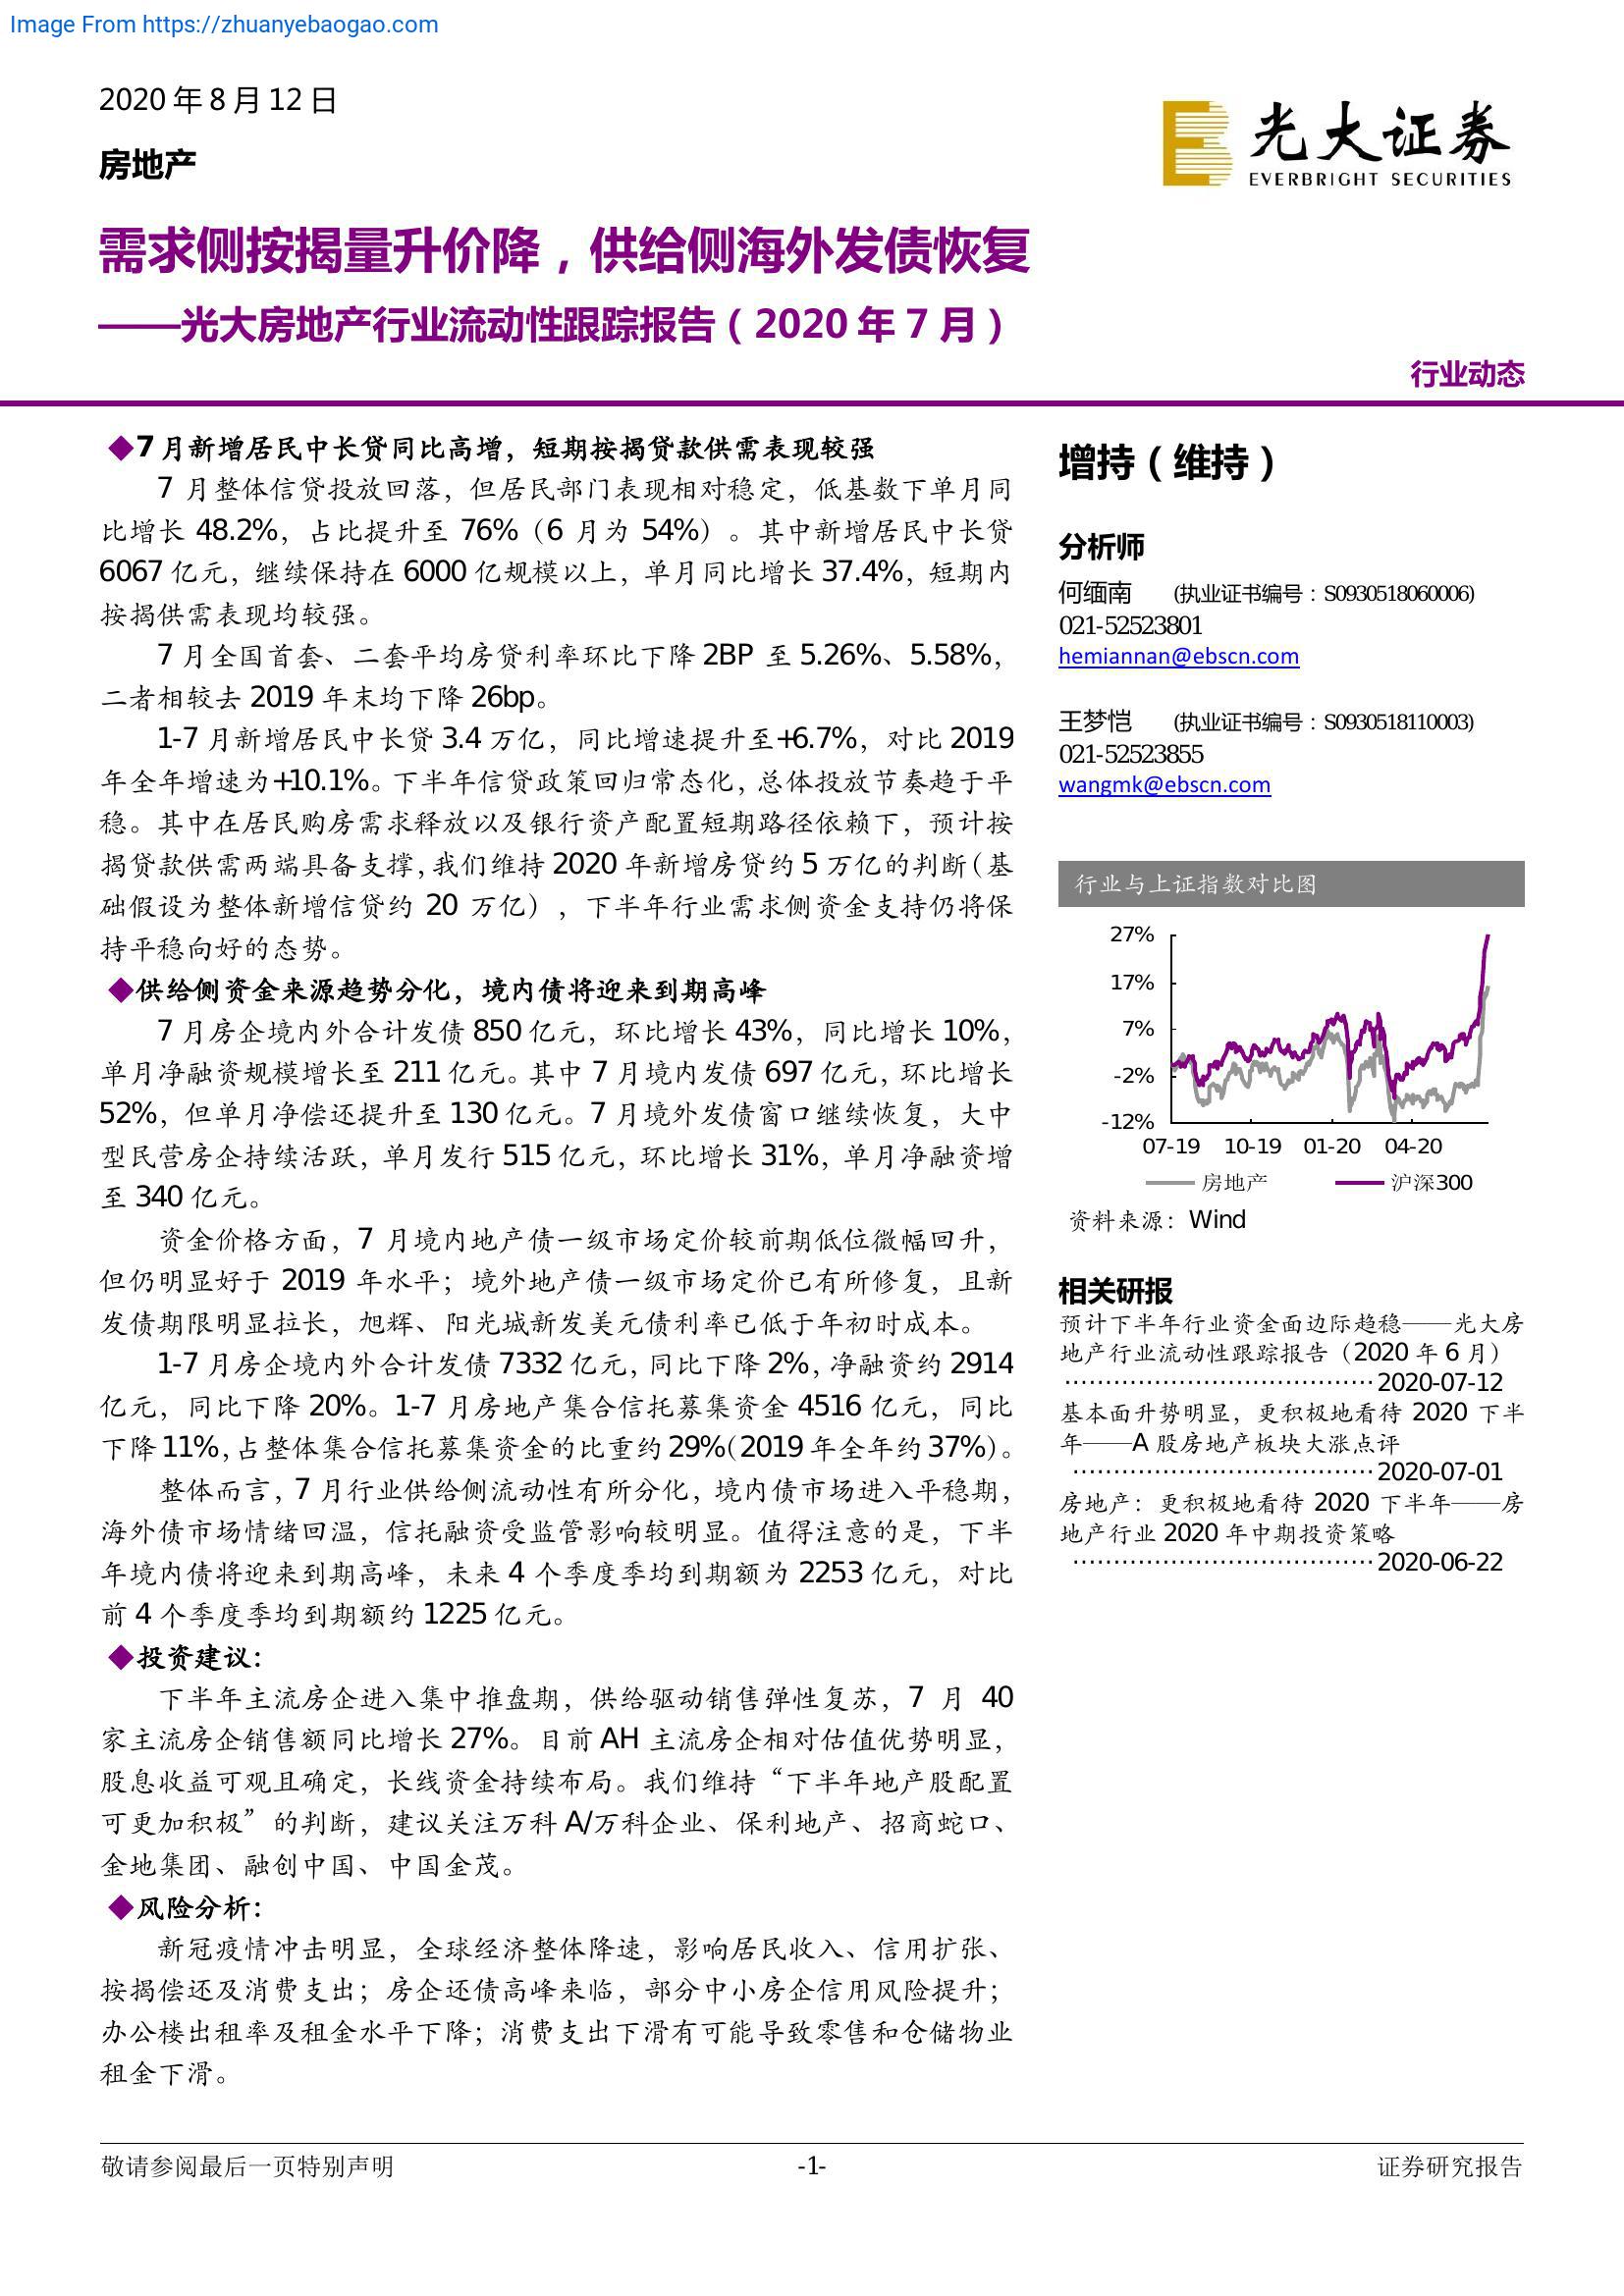 Image From https://zhuanyebaogao.com
2020 年 8 月 12 日
房地产
光大证券
EVERBRIGHT SECURITIES
需求侧按揭量升价降，供给侧海外发债恢复
——光大房地产行业流动性跟踪报告（2020 年 7 月）
行业动态
◆7 月新增居民中长贷同比高增，短期按揭贷款供需表现较强
7 月整体信贷投放回落，但居民部门表现相对稳定，低基数下单月同
比增长 48.2%，占比提升至 76%（6 月为 54%）。其中新增居民中长贷
6067 亿元，继续保持在 6000 亿规模以上，单月同比增长 37.4%，短期内
按揭供需表现均较强。
7 月全国首套、二套平均房贷利率环比下降 2BP 至 5.26%、5.58%，
二者相较去 2019 年末均下降 26bp。
1-7 月新增居民中长贷 3.4 万亿，同比增速提升至+6.7%，对比 2019
年全年增速为+10.1%。下半年信贷政策回归常态化，总体投放节奏趋于平
稳。其中在居民购房需求释放以及银行资产配置短期路径依赖下，预计按
揭贷款供需两端具备支撑，我们维持 2020 年新增房贷约 5 万亿的判断（基
础假设为整体新增信贷约 20 万亿），下半年行业需求侧资金支持仍将保
持平稳向好的态势。
◆供给侧资金来源趋势分化，境内债将迎来到期高峰
7 月房企境内外合计发债 850 亿元，环比增长 43%，同比增长 10%，
单月净融资规模增长至 211 亿元。其中 7 月境内发债 697 亿元，环比增长
52%，但单月净偿还提升至 130 亿元。7 月境外发债窗口继续恢复，大中
型民营房企持续活跃，单月发行 515 亿元，环比增长 31%，单月净融资增
至 340 亿元。
资金价格方面，7 月境内地产债一级市场定价较前期低位微幅回升，
但仍明显好于 2019 年水平；境外地产债一级市场定价已有所修复，且新
发债期限明显拉长，旭辉、阳光城新发美元债利率已低于年初时成本。
1-7 月房企境内外合计发债 7332 亿元，同比下降 2%，净融资约 2914
亿元，同比下降 20%。1-7 月房地产集合信托募集资金 4516 亿元，同比
下降 11%，占整体集合信托募集资金的比重约 29%（2019 年全年约 37%）。
整体而言，7 月行业供给侧流动性有所分化，境内债市场进入平稳期，
海外债市场情绪回温，信托融资受监管影响较明显。值得注意的是，下半
年境内债将迎来到期高峰，未来 4 个季度季均到期额为 2253 亿元，对比
前 4 个季度季均到期额约 1225 亿元。
◆投资建议：
下半年主流房企进入集中推盘期，供给驱动销售弹性复苏，7 月 40
家主流房企销售额同比增长 27%。目前 AH 主流房企相对估值优势明显，
股息收益可观且确定，长线资金持续布局。我们维持“下半年地产股配置
可更加积极”的判断，建议关注万科 A/万科企业、保利地产、招商蛇口、
金地集团、融创中国、中国金茂。
◆风险分析：
新冠疫情冲击明显，全球经济整体降速，影响居民收入、信用扩张、
按揭偿还及消费支出；房企还债高峰来临，部分中小房企信用风险提升；
办公楼出租率及租金水平下降；消费支出下滑有可能导致零售和仓储物业
租金下滑。
增持（维持）
分析师
何缅南 （执业证书编号：S0930518060006）
021-52523801
hemiannan@ebscn.com
王梦恺 （执业证书编号：S0930518110003）
021-52523855
wangmk@ebscn.com
行业与上证指数对比图
27%
17%
7%
-2%
-12%
07-19 10-19 01-20 04-20
房地产 沪深300
资料来源：Wind
相关研报
预计下半年行业资金面边际趋稳——光大房
地产行业流动性跟踪报告（2020 年 6 月）
······································2020-07-12
基本面升势明显，更积极地看待 2020 下半
年——A 股房地产板块大涨点评
·····································2020-07-01
房地产：更积极地看待 2020 下半年——房
地产行业 2020 年中期投资策略
·····································2020-06-22
敬请参阅最后一页特别声明 -1- 证券研究报告